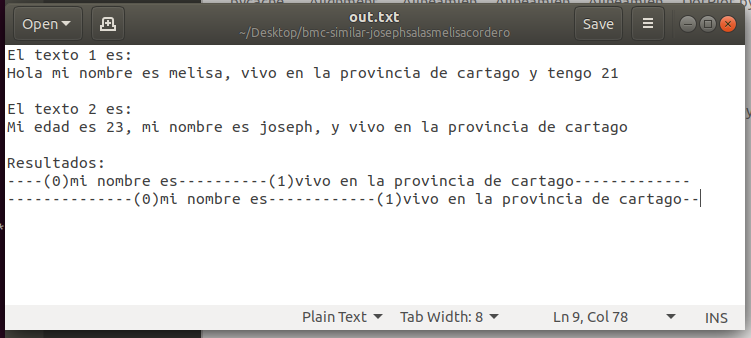 out.txt
Open
~/Desktop/bmc-similar-josephsalasmelisacordero
Save
El texto 1 es:
Hola mi nombre es melisa, vivo en la provincia de cartago y tengo 21
El texto 2 es:
Mi edad es 23, mi nombre es joseph, y vivo en la provincia de cartago
Resultados:
----(0)mi nombre es----------(1)vivo en la provincia de cartago-------------
--------------(0)mi nombre es------------(1)vivo en la provincia de cartago--
Plain Text Tab Width: 8 Ln 9, Col 78 INS